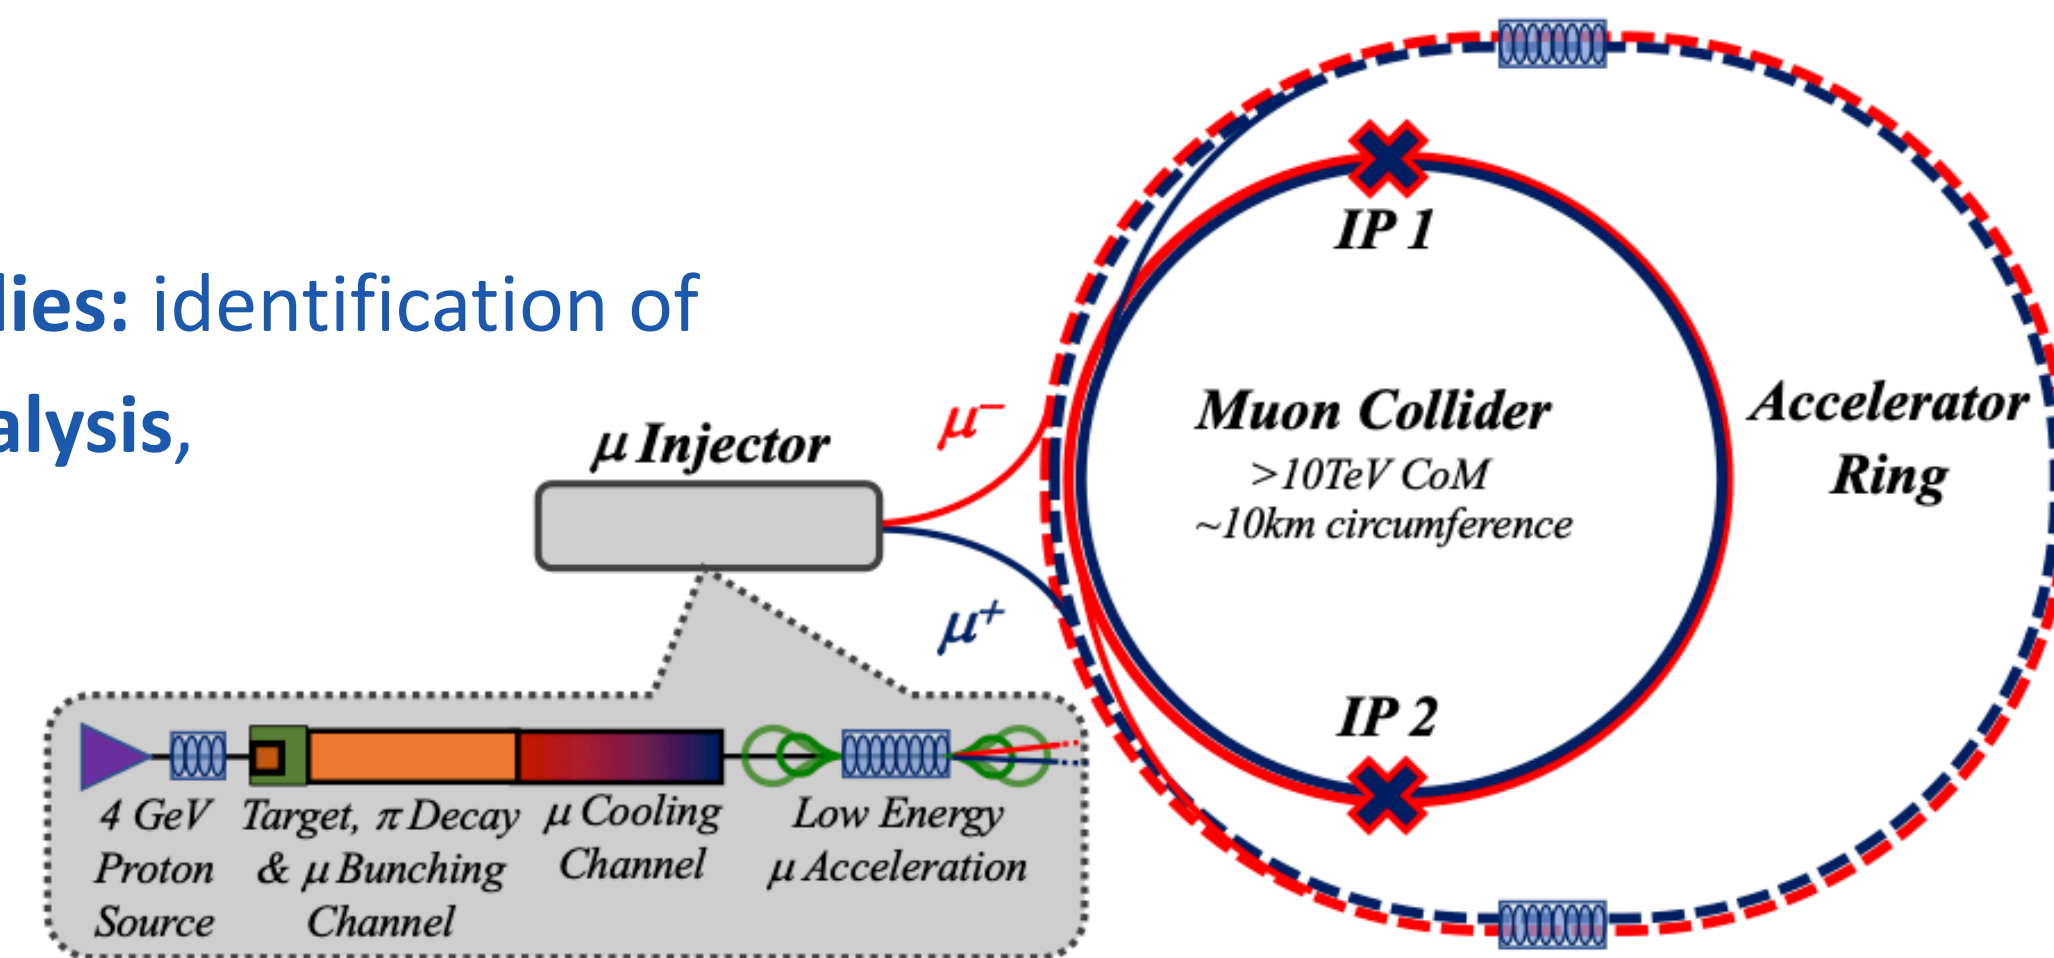 lies: identification of
alysis,
μ Injector
μ−
μ+
IP 1
Muon Collider
>10TeV CoM
~10km circumference
Accelerator
Ring
IP 2
4 GeV
Proton
Source
Target, π Decay
& μ Bunching
Channel
μ Cooling
Channel
Low Energy
μ Acceleration